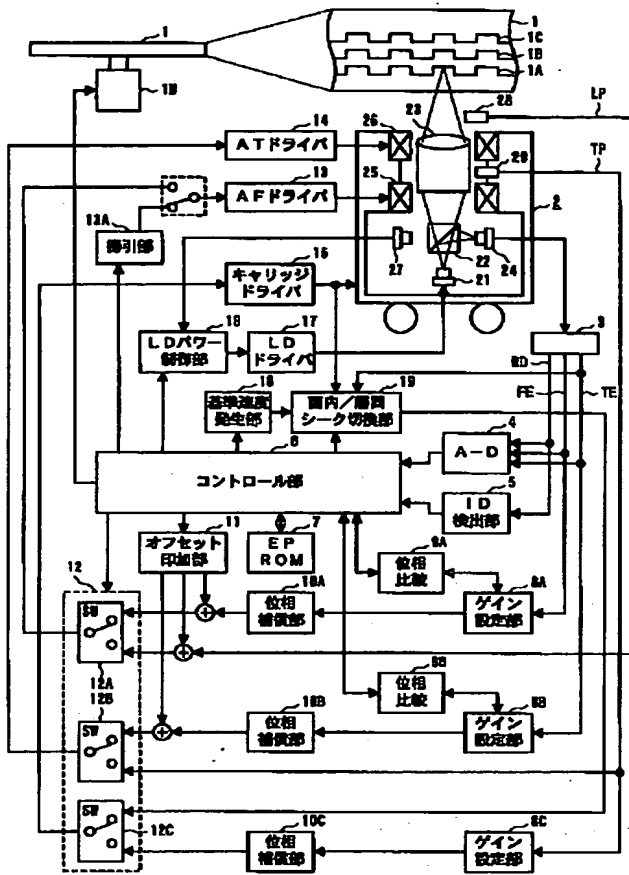 1
1
1C
1B
1A
1M
28
LP
23
26
14
ATドライバ
TP
29
13
25
AFドライバ
2
13A
掃引部
27
22
24
15
キャリッジ
ドライバ
21
3
17
LDパワー
制御部
LD
ドライバ
RD
FE
TE
18
19
基準速度
発生部
面内/層間
シーク切換部
4
A-D
6
コントロール部
5
ID
検出部
11
オフセット
印加部
7
EP
ROM
9A
位相
比較
12
10A
位相
補償部
8A
ゲイン
設定部
SW
12A
12B
位相
比較
10B
位相
補償部
8B
ゲイン
設定部
SW
SW
12C
10C
位相
補償部
8C
ゲイン
設定部